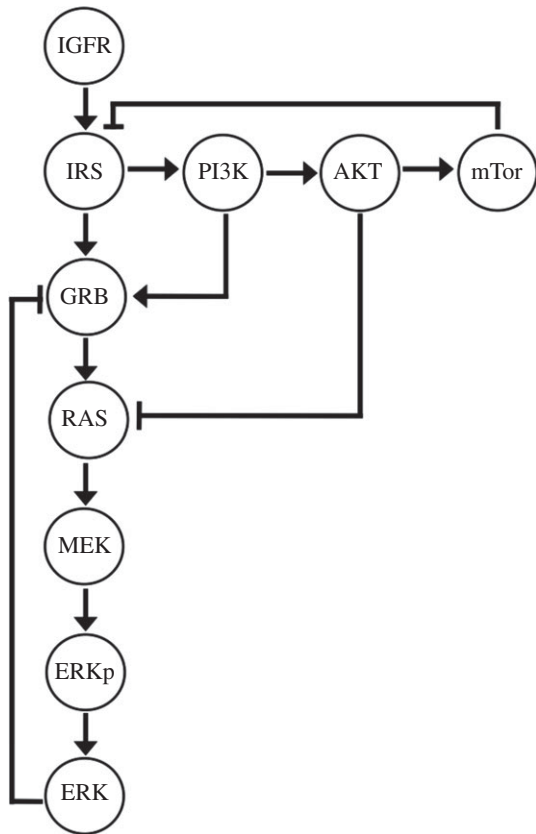 IGFR
IRS
PI3K
AKT
mTor
GRB
RAS
MEK
ERKp
ERK